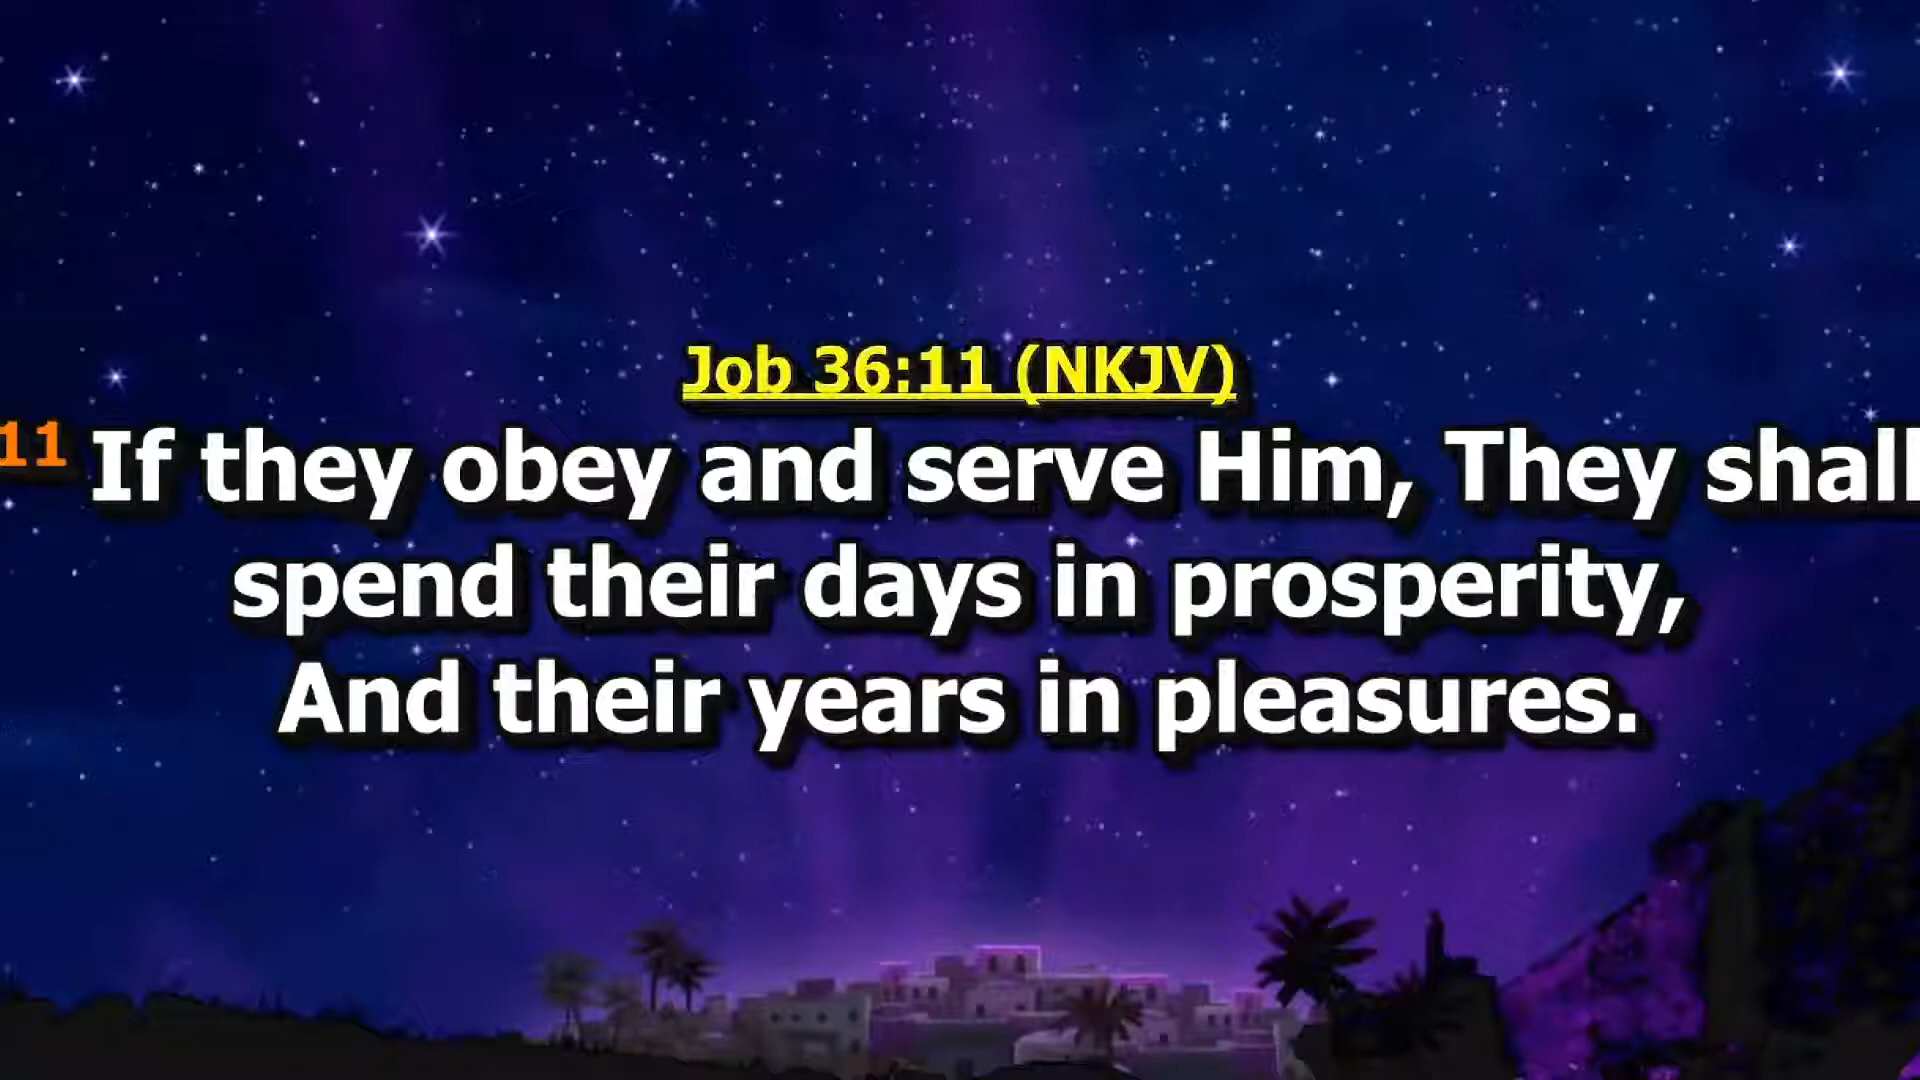 Job 36:11 (NKJV)
11 If they obey and serve Him, They shall
spend their days in prosperity,
And their years in pleasures.